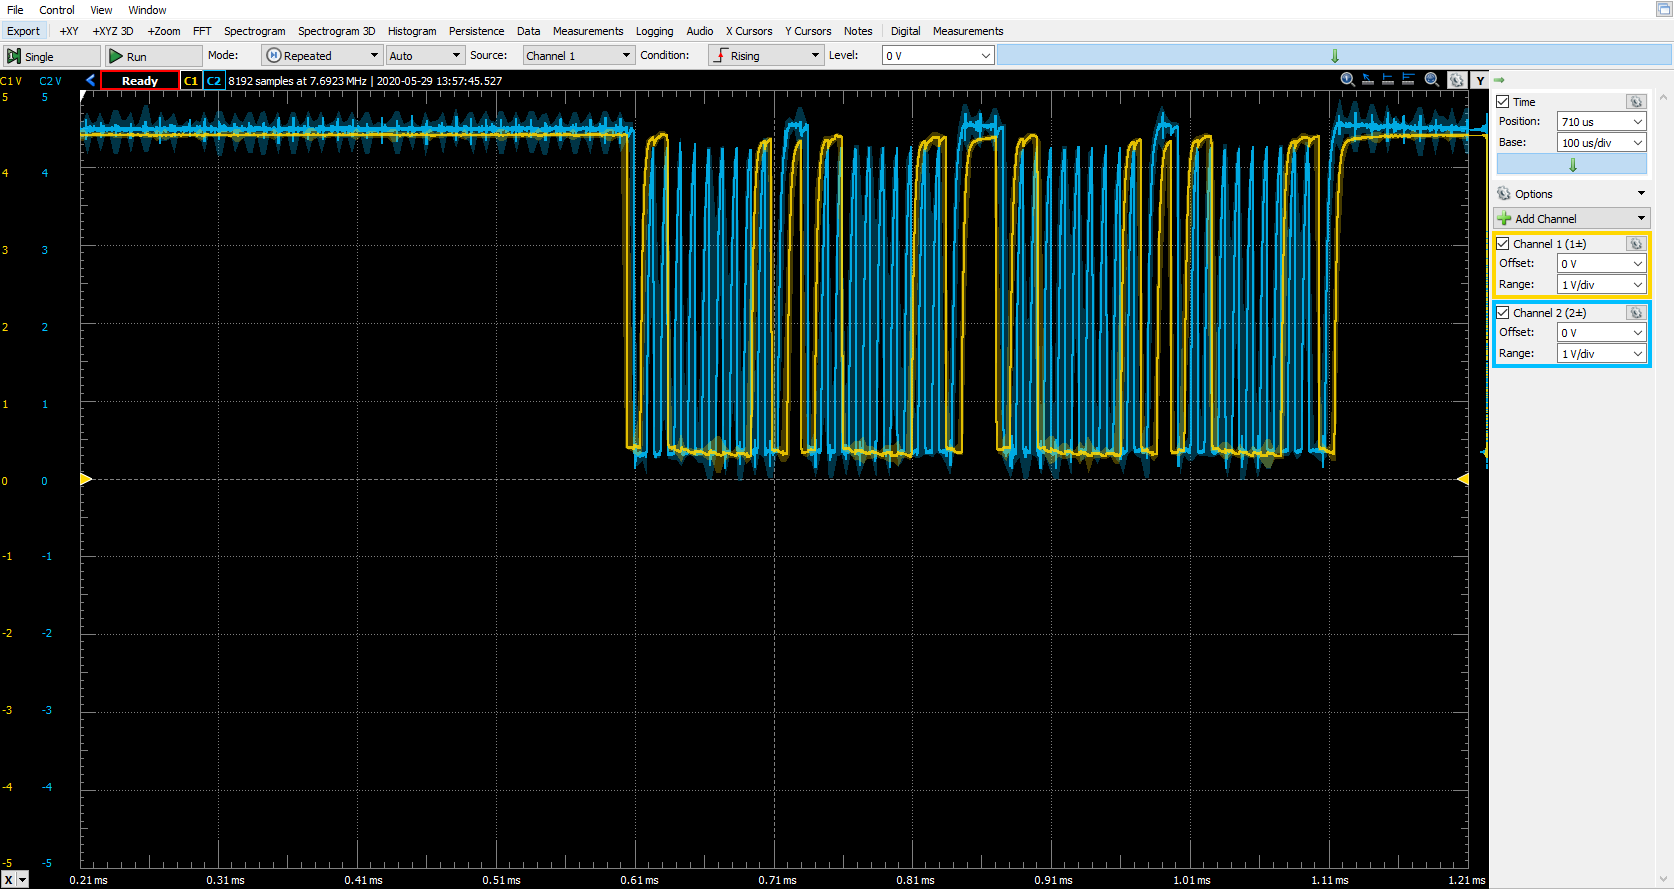 File Control View Window
Export +XY +XYZ 3D +Zoom FFT Spectrogram Spectrogram 3D Histogram Persistence Data Measurements Logging Audio X Cursors Y Cursors Notes Digital Measurements
Single Run Mode: Repeated Auto Source: Channel 1 Condition: Rising Level: 0 V
C1 V C2 V Ready C1 C2 8192 samples at 7.6923 MHz | 2020-05-29 13:57:45.527 Y
5 5
4 4
3 3
2 2
1 1
0 0
-1 -1
-2 -2
-3 -3
-4 -4
-5 -5
X 0.21 ms 0.31 ms 0.41 ms 0.51 ms 0.61 ms 0.71 ms 0.81 ms 0.91 ms 1.01 ms 1.11 ms 1.21 ms
Time
Position: 710 us
Base: 100 us/div
Options
Add Channel
Channel 1 (1±)
Offset: 0 V
Range: 1 V/div
Channel 2 (2±)
Offset: 0 V
Range: 1 V/div